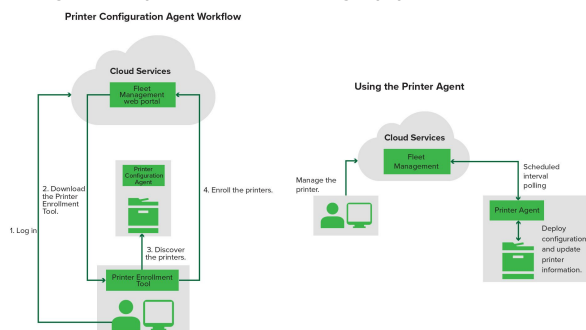 Printer Configuration Agent Workflow
Cloud Services
Fleet
Management
web portal
Printer
Configuration
Agent
2. Download
the Printer
Enrollment
Tool.
4. Enroll the printers.
1. Log in
3. Discover
the printers.
Printer Enrollment
Tool
Using the Printer Agent
Cloud Services
Fleet
Management
Manage the
printer.
Scheduled
interval
polling
Printer Agent
Deploy
configuration
and update
printer
information.